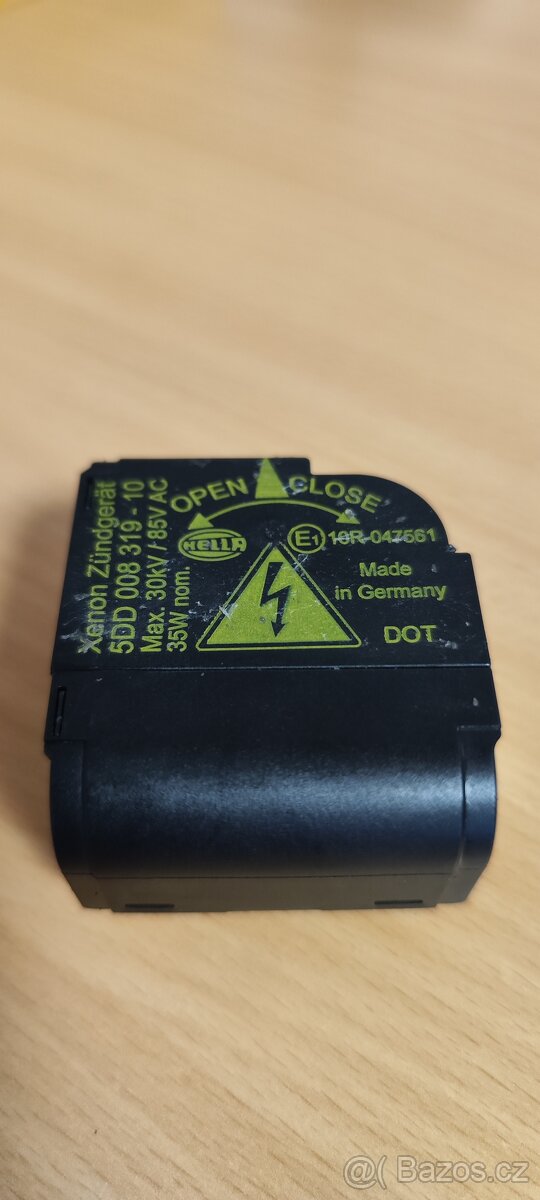 Xenon Zündgerät
5DD 008 319 - 10
Max. 30kV / 85V AC
35W nom.
OPEN CLOSE
HELLA
E1 10R-047561
Made
in Germany
DOT
Bazoš.cz